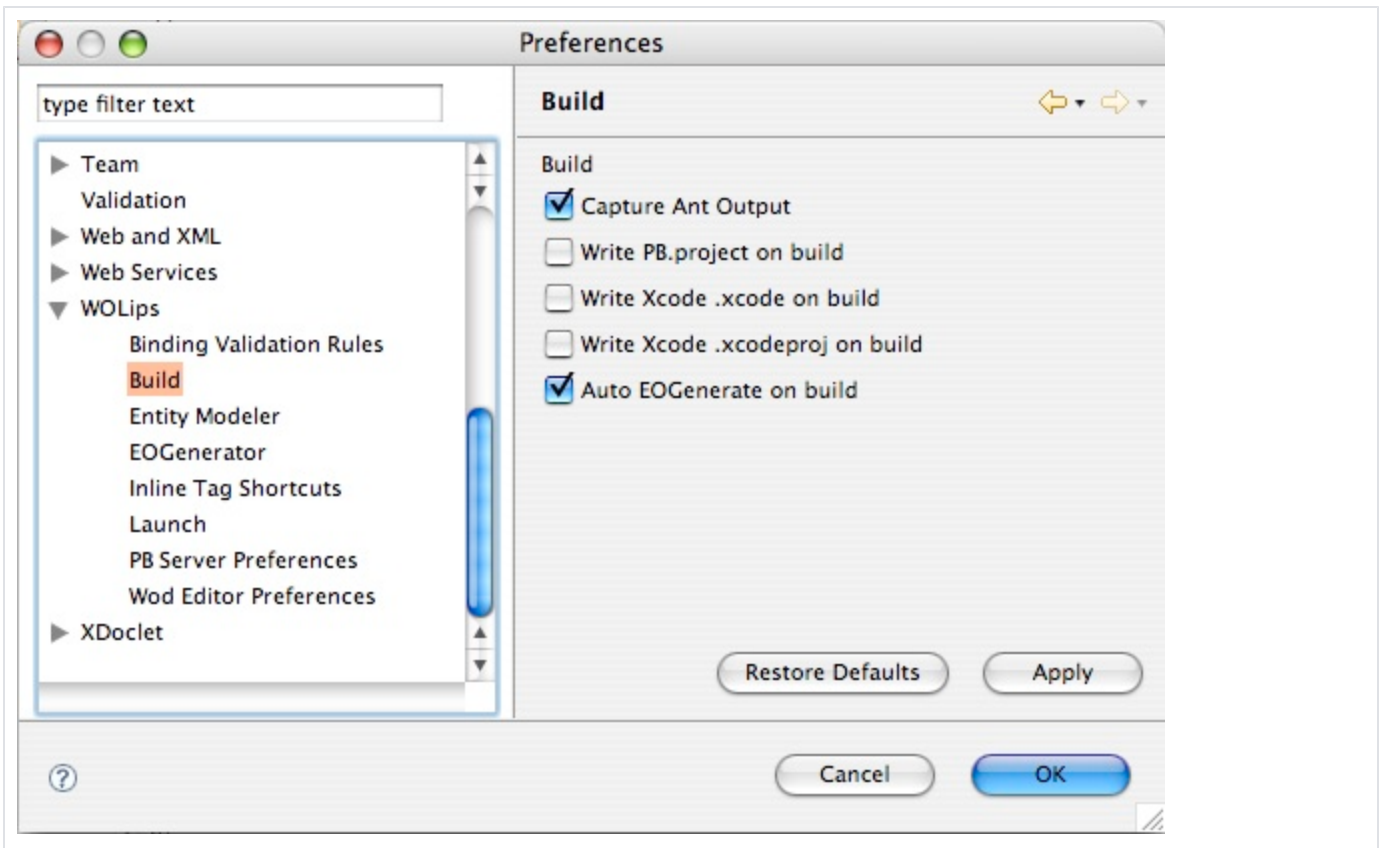 Preferences
type filter text
Team
Validation
Web and XML
Web Services
WOLips
Binding Validation Rules
Build
Entity Modeler
EOGenerator
Inline Tag Shortcuts
Launch
PB Server Preferences
Wod Editor Preferences
XDoclet
Build
Build
Capture Ant Output
Write PB.project on build
Write Xcode .xcode on build
Write Xcode .xcodeproj on build
Auto EOGenerate on build
Restore Defaults
Apply
?
Cancel
OK